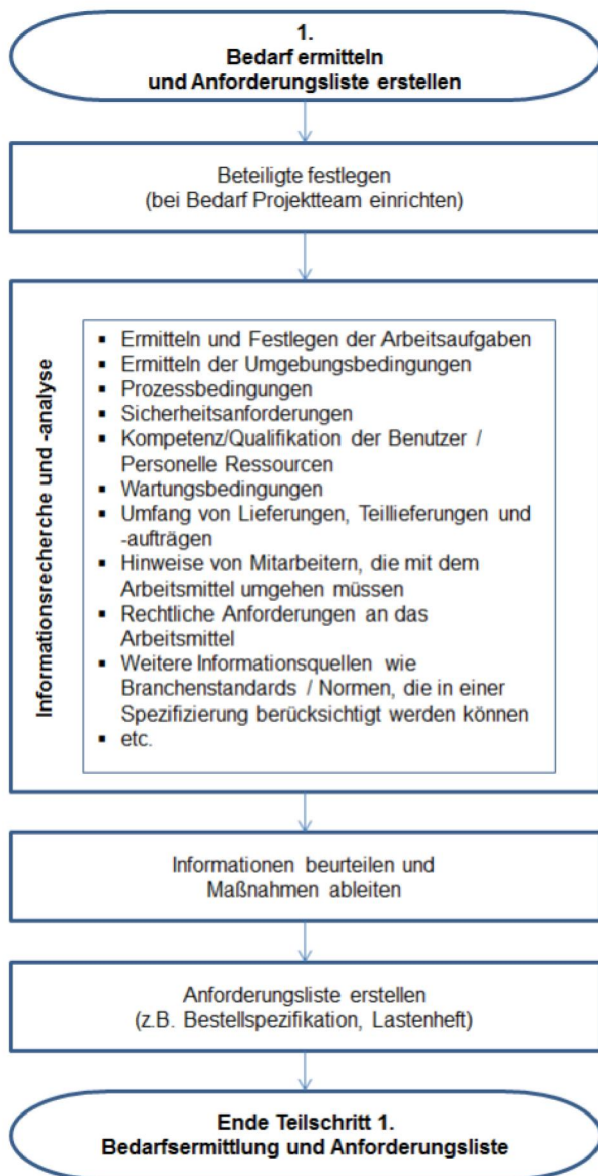 1.
Bedarf ermitteln
und Anforderungsliste erstellen
Beteiligte festlegen
(bei Bedarf Projektteam einrichten)
Informationsrecherche und -analyse
▪ Ermitteln und Festlegen der Arbeitsaufgaben
▪ Ermitteln der Umgebungsbedingungen
▪ Prozessbedingungen
▪ Sicherheitsanforderungen
▪ Kompetenz/Qualifikation der Benutzer /
Personelle Ressourcen
▪ Wartungsbedingungen
▪ Umfang von Lieferungen, Teillieferungen und
-aufträgen
▪ Hinweise von Mitarbeitern, die mit dem
Arbeitsmittel umgehen müssen
▪ Rechtliche Anforderungen an das
Arbeitsmittel
▪ Weitere Informationsquellen wie
Branchenstandards / Normen, die in einer
Spezifizierung berücksichtigt werden können
▪ etc.
Informationen beurteilen und
Maßnahmen ableiten
Anforderungsliste erstellen
(z.B. Bestellspezifikation, Lastenheft)
Ende Teilschritt 1.
Bedarfsermittlung und Anforderungsliste